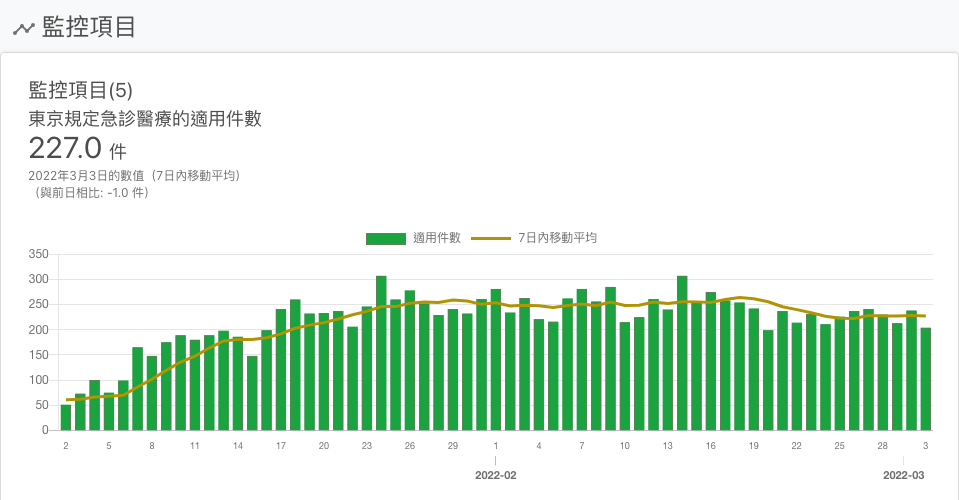 監控項目
監控項目(5)
東京規定急診醫療的適用件數
227.0 件
2022年3月3日的數值（7日內移動平均）
（與前日相比: -1.0 件）
適用件數 7日內移動平均
350
300
250
200
150
100
50
0
2 5 8 11 14 17 20 23 26 29 1 4 7 10 13 16 19 22 25 28 3
2022-02 2022-03